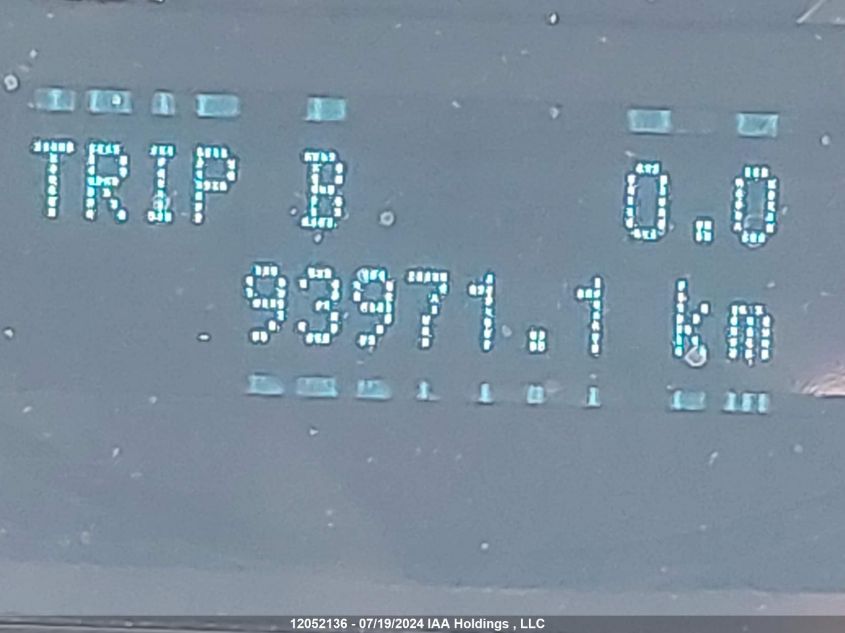 TRIP B 0.0
93971.1 km
12052136 - 07/19/2024 IAA Holdings , LLC